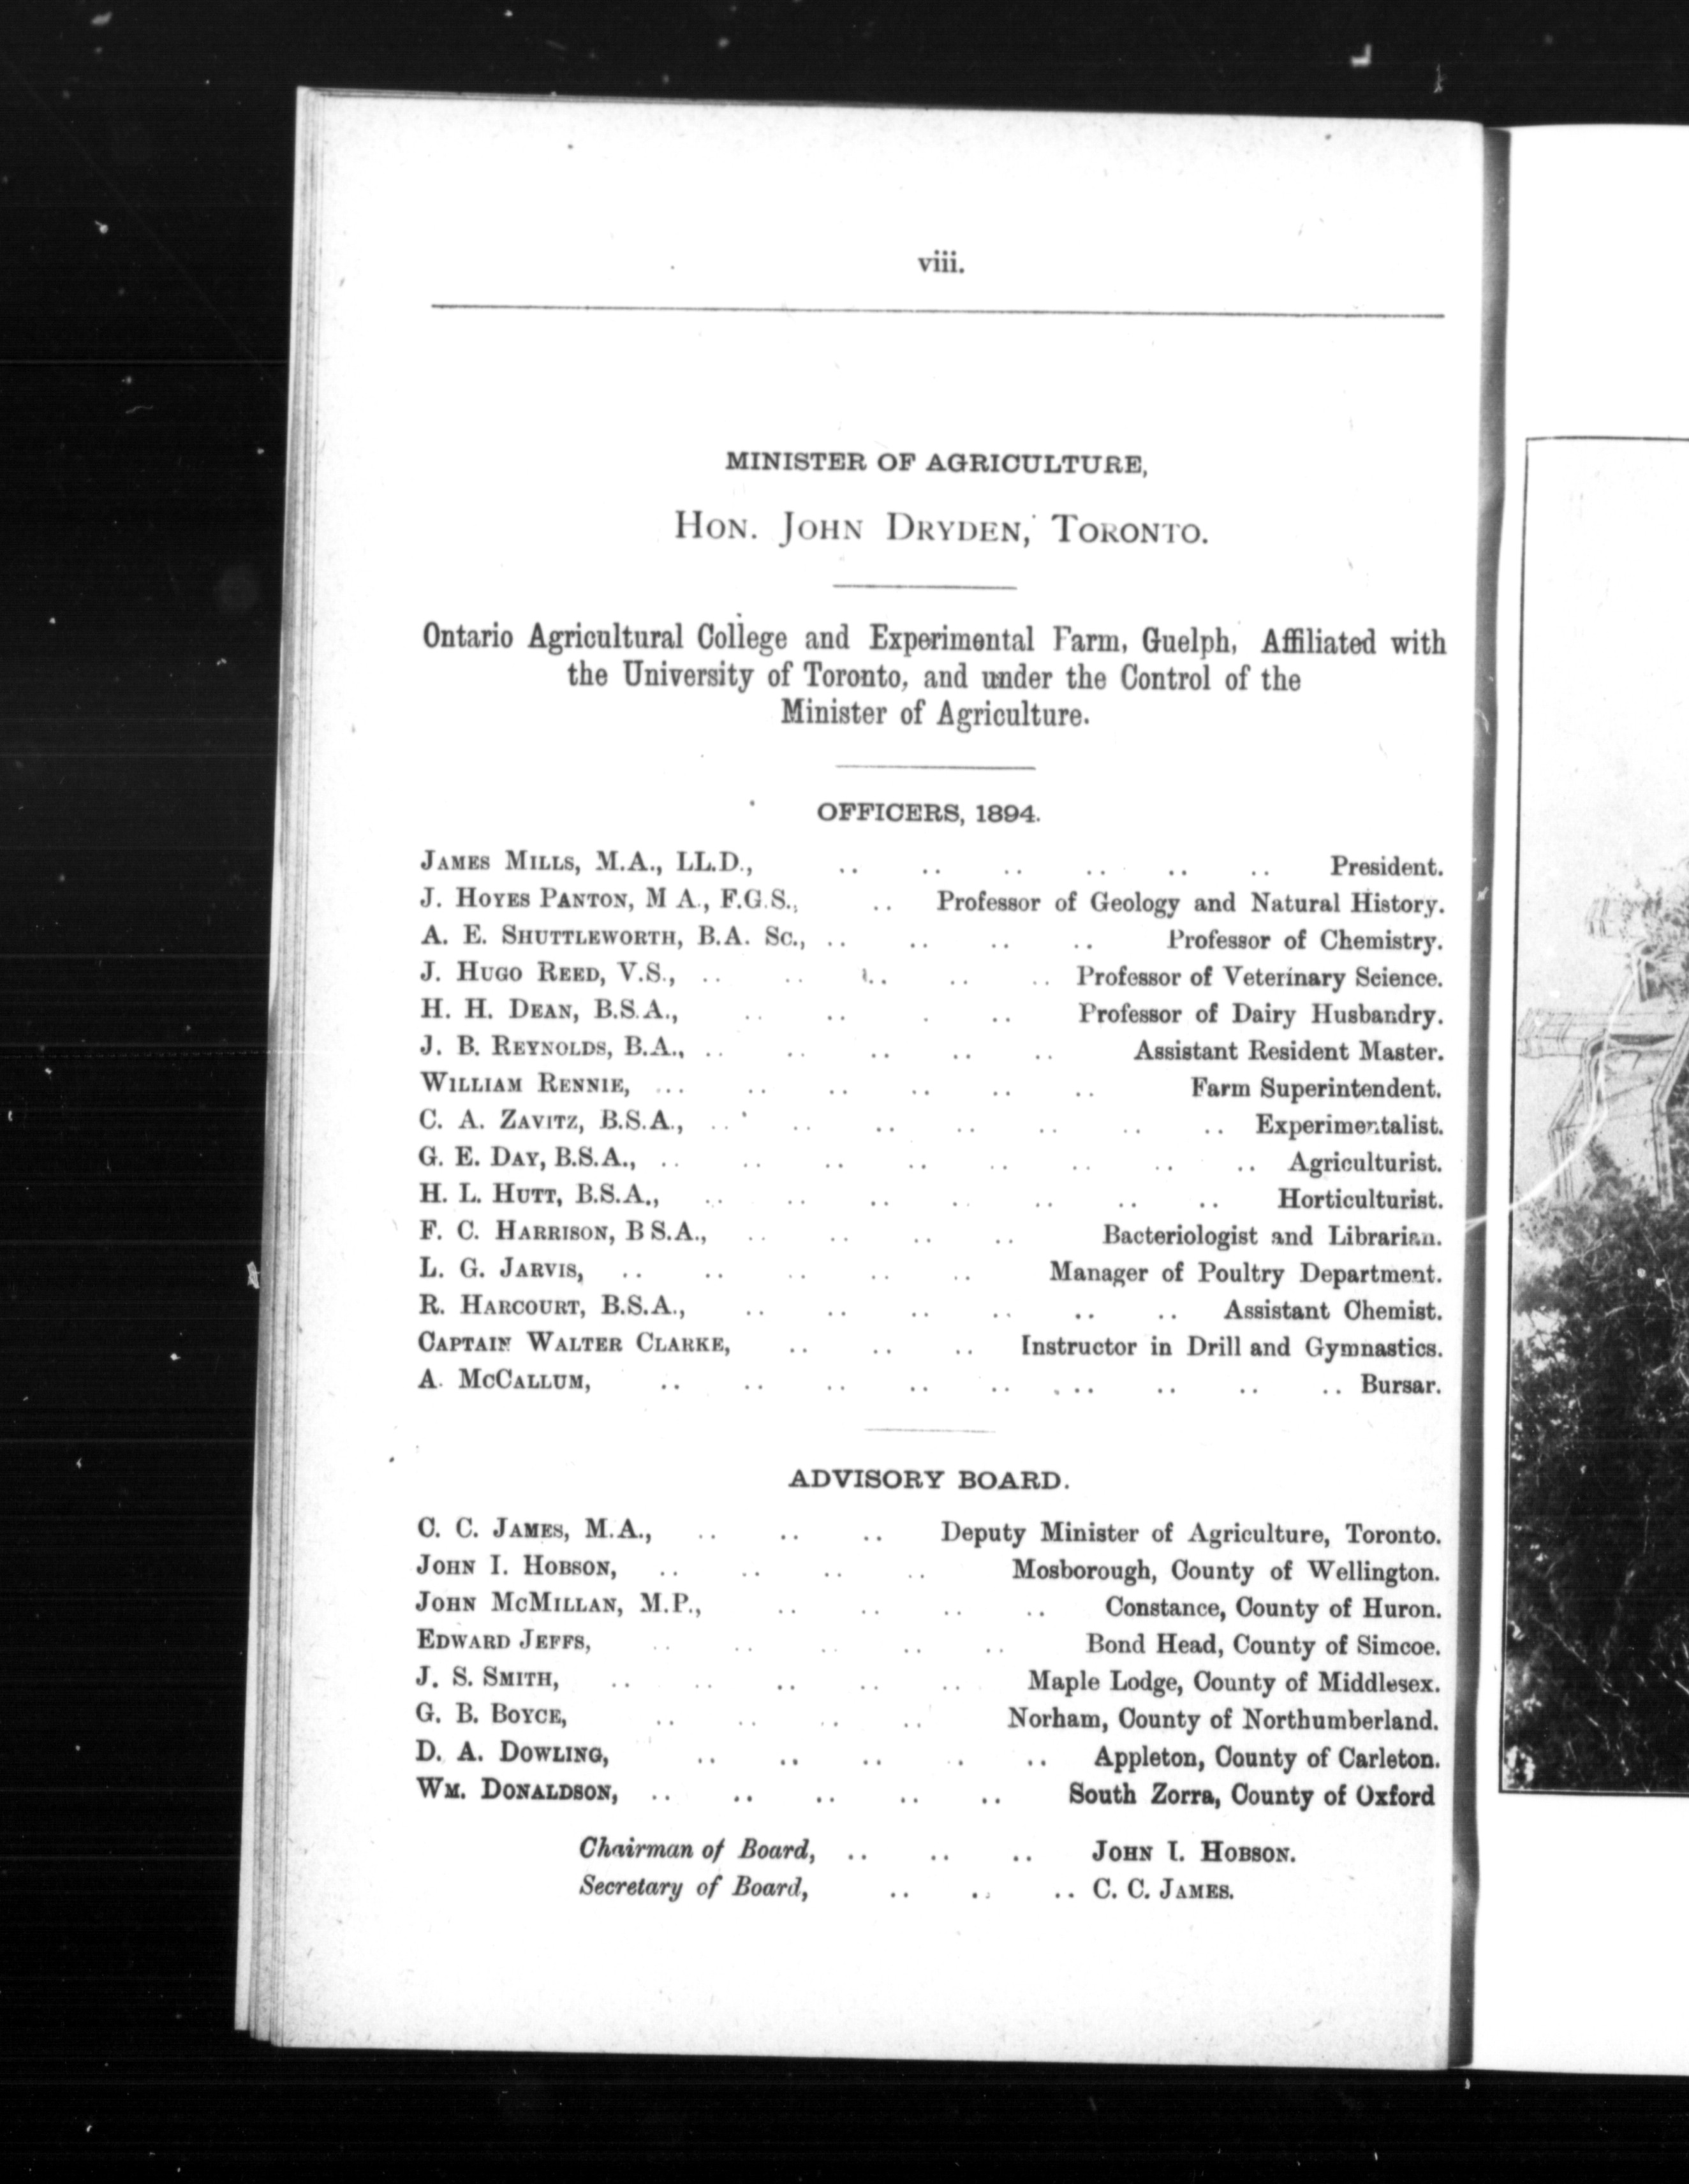 viii.
MINISTER OF AGRICULTURE,
HON. JOHN DRYDEN, TORONTO.
Ontario Agricultural College and Experimental Farm, Guelph, Affiliated with
the University of Toronto, and under the Control of the
Minister of Agriculture.
OFFICERS, 1894.
JAMES MILLS, M.A., LL.D., .. .. .. .. .. .. President.
J. HOYES PANTON, M A., F.G.S., .. Professor of Geology and Natural History.
A. E. SHUTTLEWORTH, B.A. Sc., .. .. .. .. Professor of Chemistry.
J. HUGO REED, V.S., .. .. .. .. .. Professor of Veterinary Science.
H. H. DEAN, B.S.A., .. .. . .. Professor of Dairy Husbandry.
J. B. REYNOLDS, B.A., .. .. .. .. .. Assistant Resident Master.
WILLIAM RENNIE, ... .. .. .. .. .. Farm Superintendent.
C. A. ZAVITZ, B.S.A., .. .. .. .. .. .. .. Experimentalist.
G. E. DAY, B.S.A., .. .. .. .. .. .. .. .. Agriculturist.
H. L. HUTT, B.S.A., .. .. .. .. .. .. .. Horticulturist.
F. C. HARRISON, B S.A., .. .. .. .. Bacteriologist and Librarian.
L. G. JARVIS, .. .. .. .. .. Manager of Poultry Department.
R. HARCOURT, B.S.A., .. .. .. .. .. .. Assistant Chemist.
CAPTAIN WALTER CLARKE, .. .. .. Instructor in Drill and Gymnastics.
A. MCCALLUM, .. .. .. .. .. .. .. .. .. Bursar.
ADVISORY BOARD.
C. C. JAMES, M.A., .. .. .. Deputy Minister of Agriculture, Toronto.
JOHN I. HOBSON, .. .. .. .. Mosborough, County of Wellington.
JOHN MCMILLAN, M.P., .. .. .. .. Constance, County of Huron.
EDWARD JEFFS, .. .. .. .. .. Bond Head, County of Simcoe.
J. S. SMITH, .. .. .. .. .. Maple Lodge, County of Middlesex.
G. B. BOYCE, .. .. .. .. Norham, County of Northumberland.
D. A. DOWLING, .. .. .. . .. Appleton, County of Carleton.
WM. DONALDSON, .. .. .. .. .. South Zorra, County of Oxford
Chairman of Board, .. .. .. JOHN I. HOBSON.
Secretary of Board, .. .. .. C. C. JAMES.